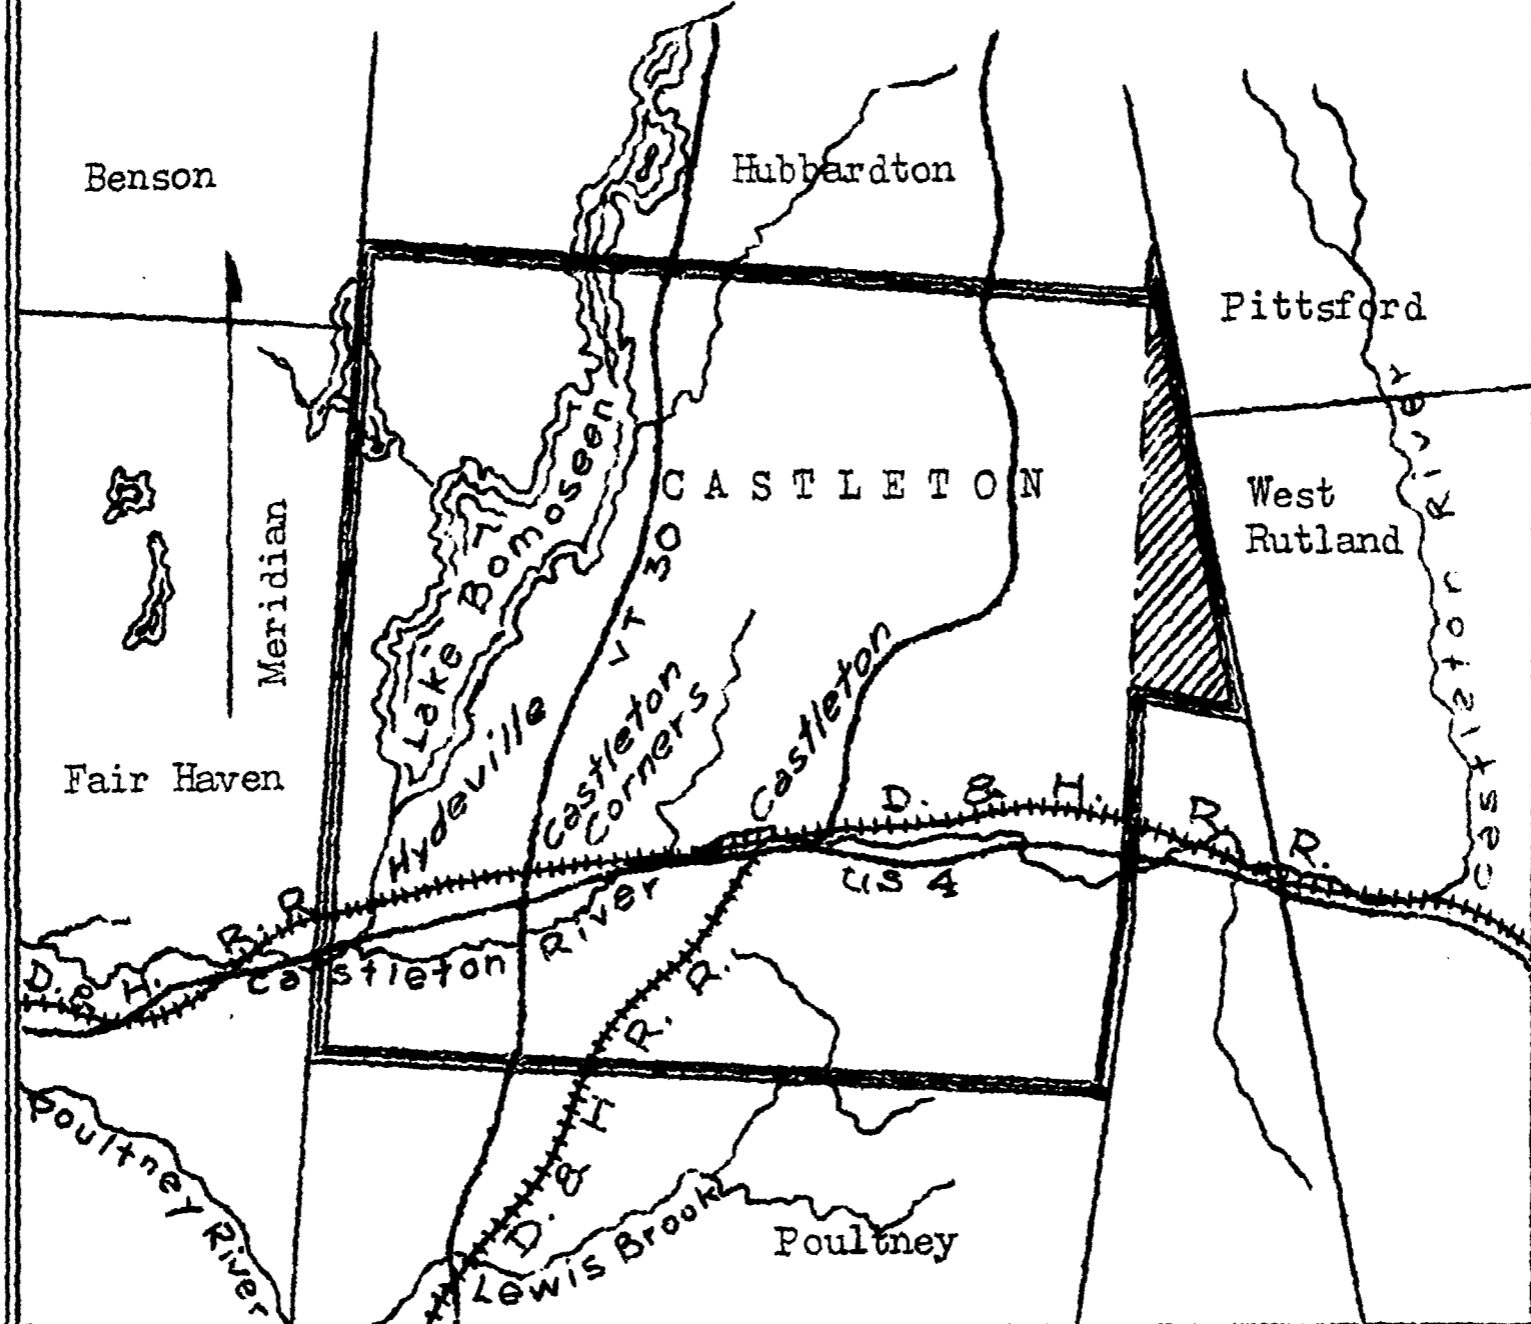 Benson
Hubbardton
Pittsford
Meridian
Lake Bomoseen
CASTLETON
VT 30
West
Rutland
Castleton River
Fair Haven
Hydeville
Castleton
Corners
Castleton
D. & H. R. R.
US 4
D. & H. R. R.
Castleton River
D. & H. R. R.
Poultney River
Lewis Brook
Poultney